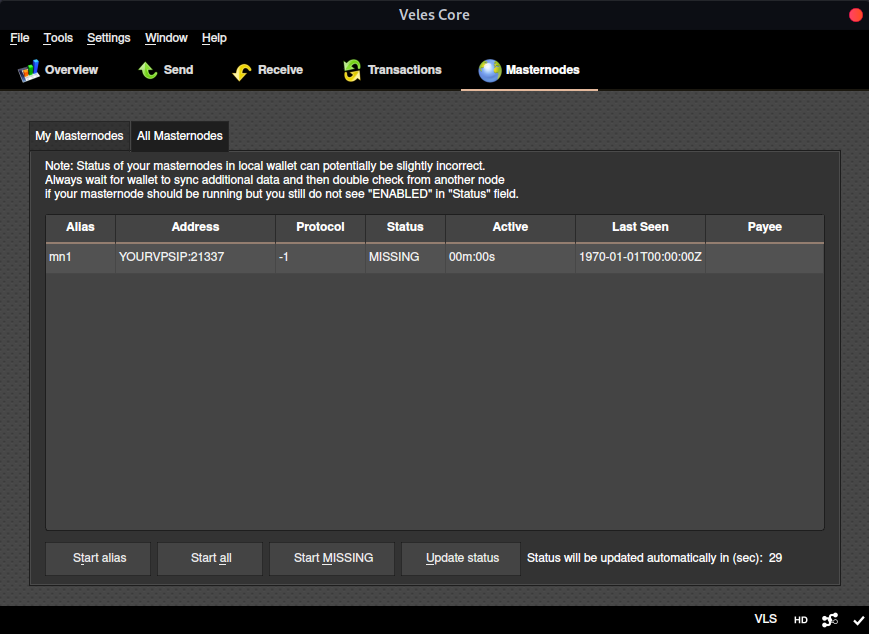 Veles Core
File Tools Settings Window Help
Overview Send Receive Transactions Masternodes
My Masternodes All Masternodes
Note: Status of your masternodes in local wallet can potentially be slightly incorrect.
Always wait for wallet to sync additional data and then double check from another node
if your masternode should be running but you still do not see "ENABLED" in "Status" field.
Alias Address Protocol Status Active Last Seen Payee
mn1 YOURVPSIP:21337 -1 MISSING 00m:00s 1970-01-01T00:00:00Z
Start alias Start all Start MISSING Update status Status will be updated automatically in (sec): 29
VLS HD